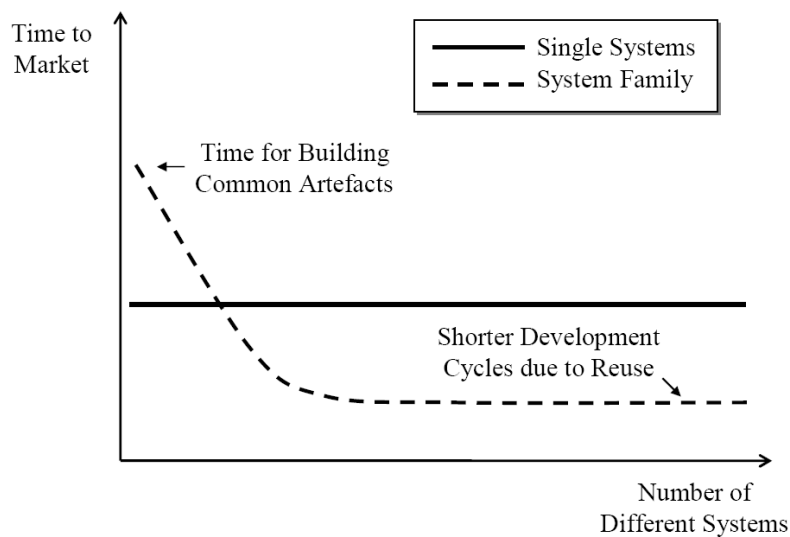 Time to
Market
Single Systems
System Family
Time for Building
Common Artefacts
Shorter Development
Cycles due to Reuse
Number of
Different Systems